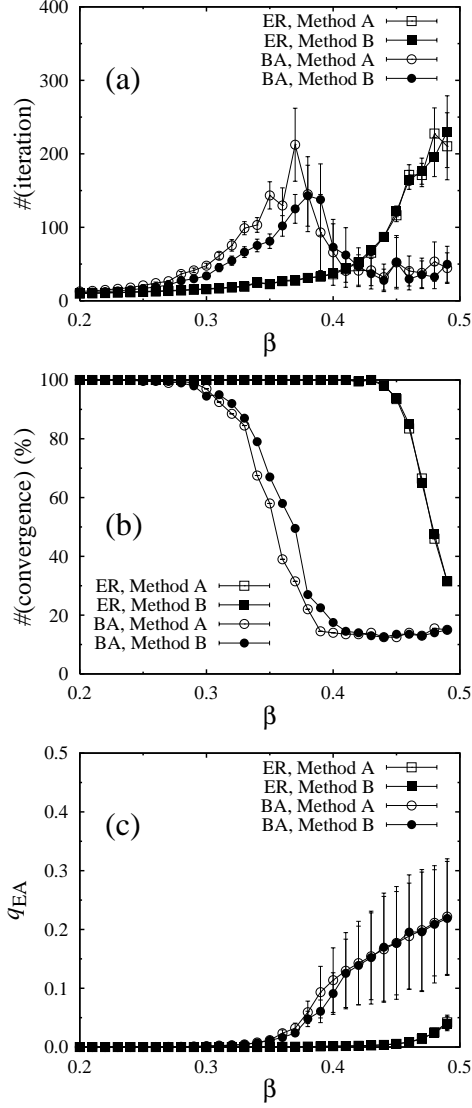 400
300
200
100
0
#(iteration)
(a)
ER, Method A
ER, Method B
BA, Method A
BA, Method B
0.2 0.3 0.4 0.5
β
100
80
60
40
20
0
#(convergence) (%)
(b)
ER, Method A
ER, Method B
BA, Method A
BA, Method B
0.2 0.3 0.4 0.5
β
0.5
0.4
0.3
0.2
0.1
0.0
qEA
(c)
ER, Method A
ER, Method B
BA, Method A
BA, Method B
0.2 0.3 0.4 0.5
β